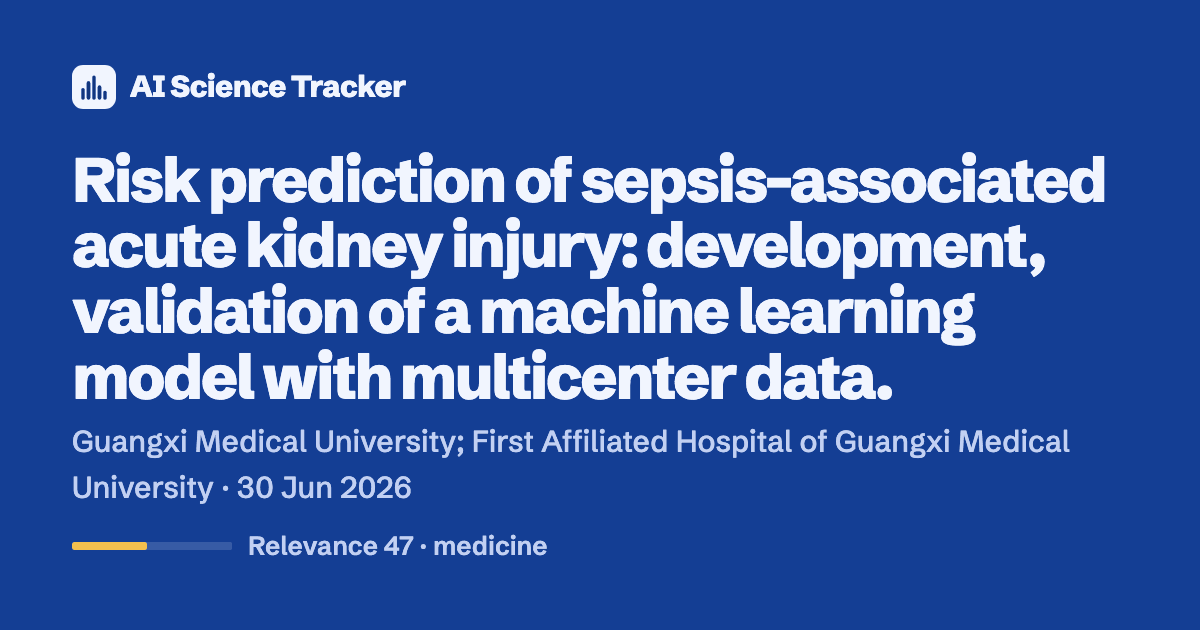 AI Science Tracker
Risk prediction of sepsis-associated
acute kidney injury: development,
validation of a machine learning
model with multicenter data.
Guangxi Medical University; First Affiliated Hospital of Guangxi Medical
University · 30 Jun 2026
Relevance 47 · medicine